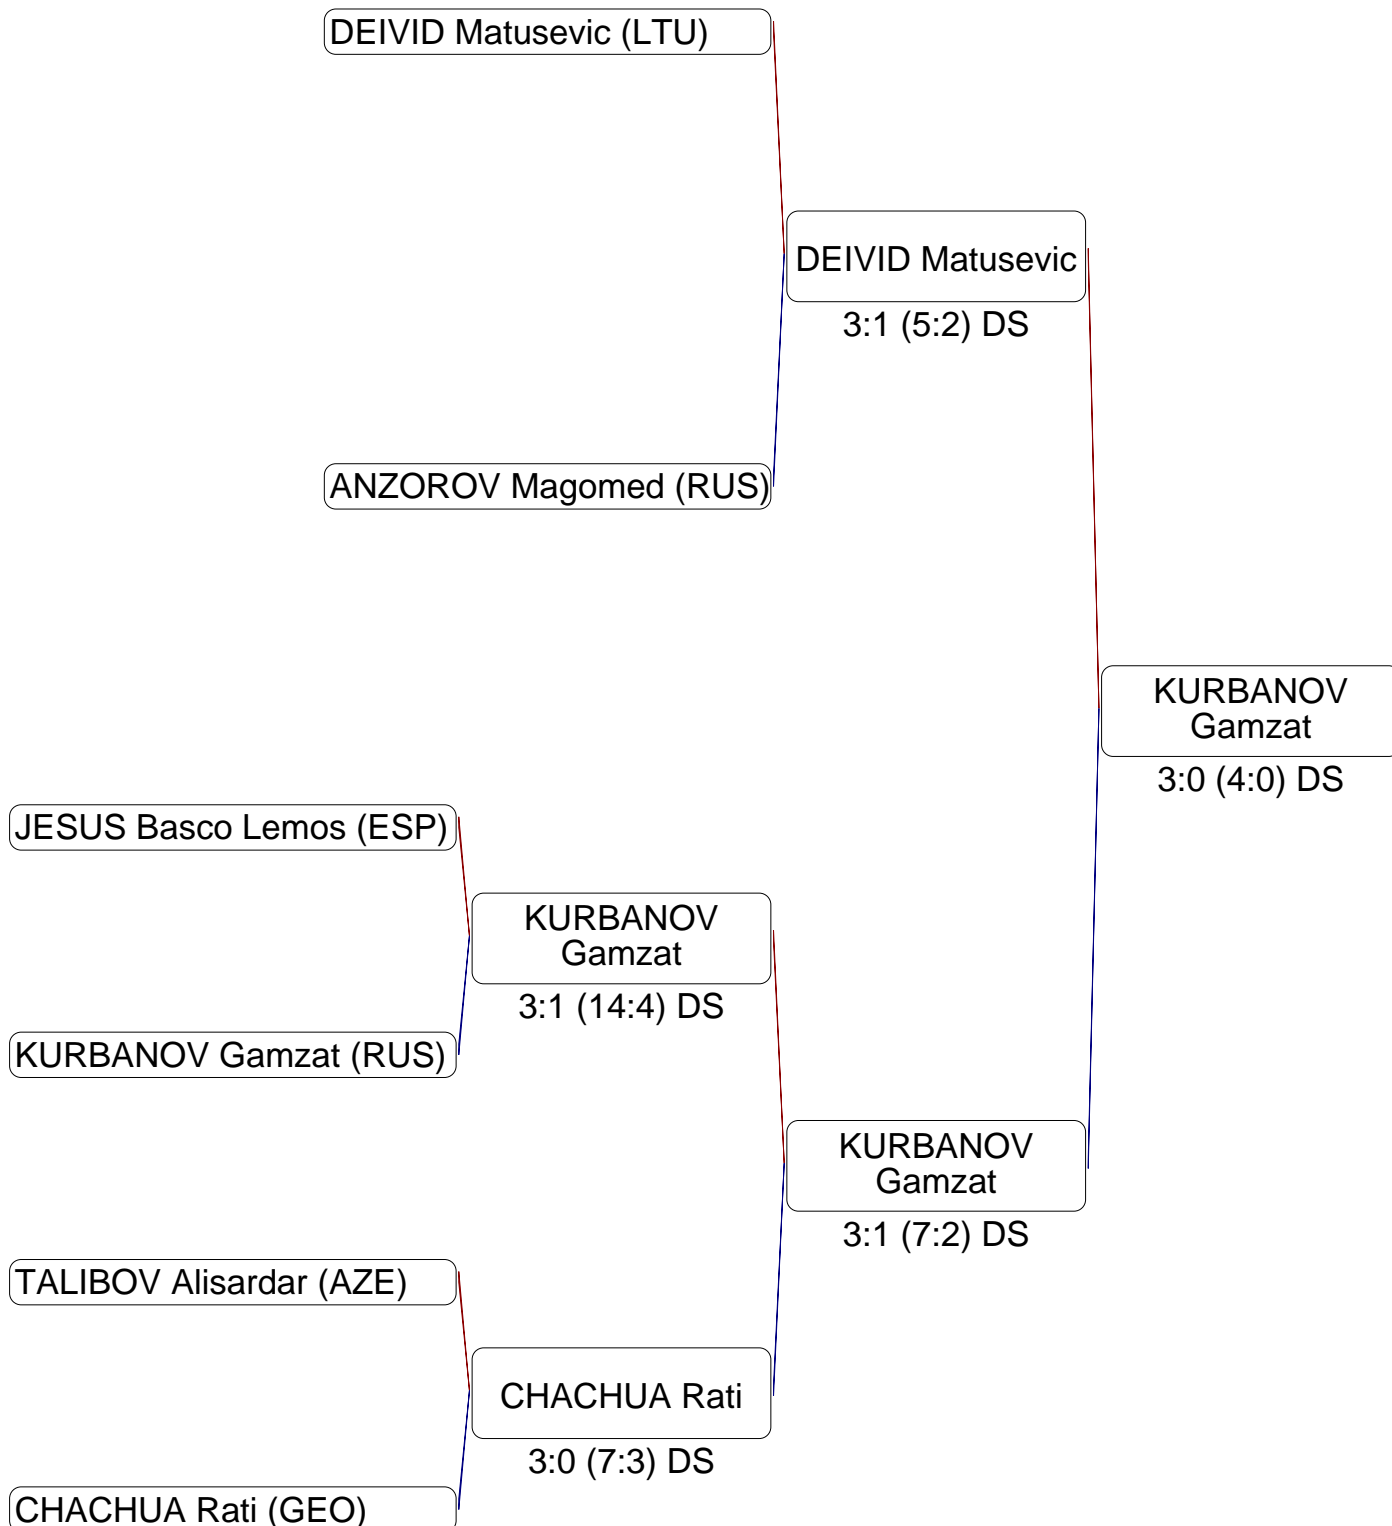 DEIVID Matusevic (LTU)
DEIVID Matusevic
3:1 (5:2) DS
ANZOROV Magomed (RUS)
KURBANOV
Gamzat
3:0 (4:0) DS
JESUS Basco Lemos (ESP)
KURBANOV
Gamzat
3:1 (14:4) DS
KURBANOV Gamzat (RUS)
KURBANOV
Gamzat
3:1 (7:2) DS
TALIBOV Alisardar (AZE)
CHACHUA Rati
3:0 (7:3) DS
CHACHUA Rati (GEO)